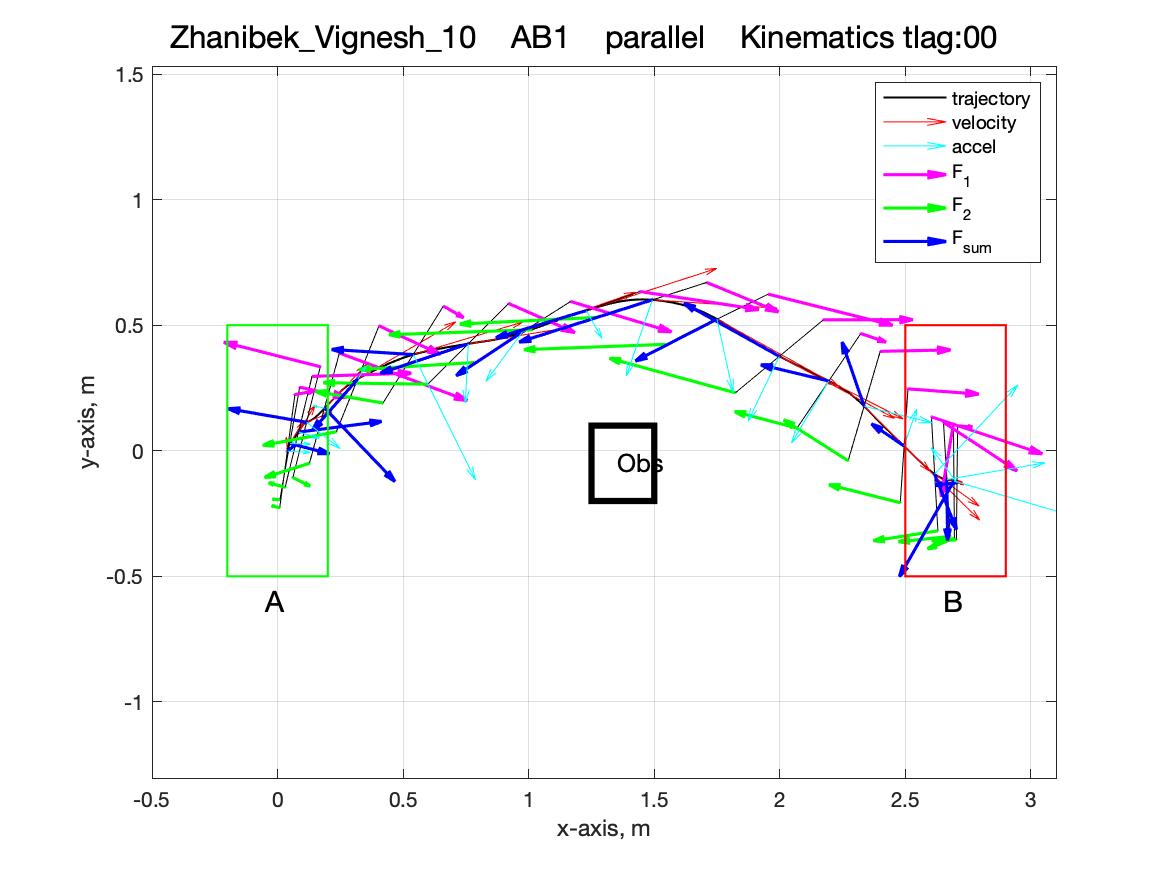 Zhanibek_Vignesh_10 AB1 parallel Kinematics tlag:00
1.5
1
0.5
0
-0.5
-1
y-axis, m
trajectory
velocity
accel
F1
F2
Fsum
Obs
A
B
-0.5 0 0.5 1 1.5 2 2.5 3
x-axis, m